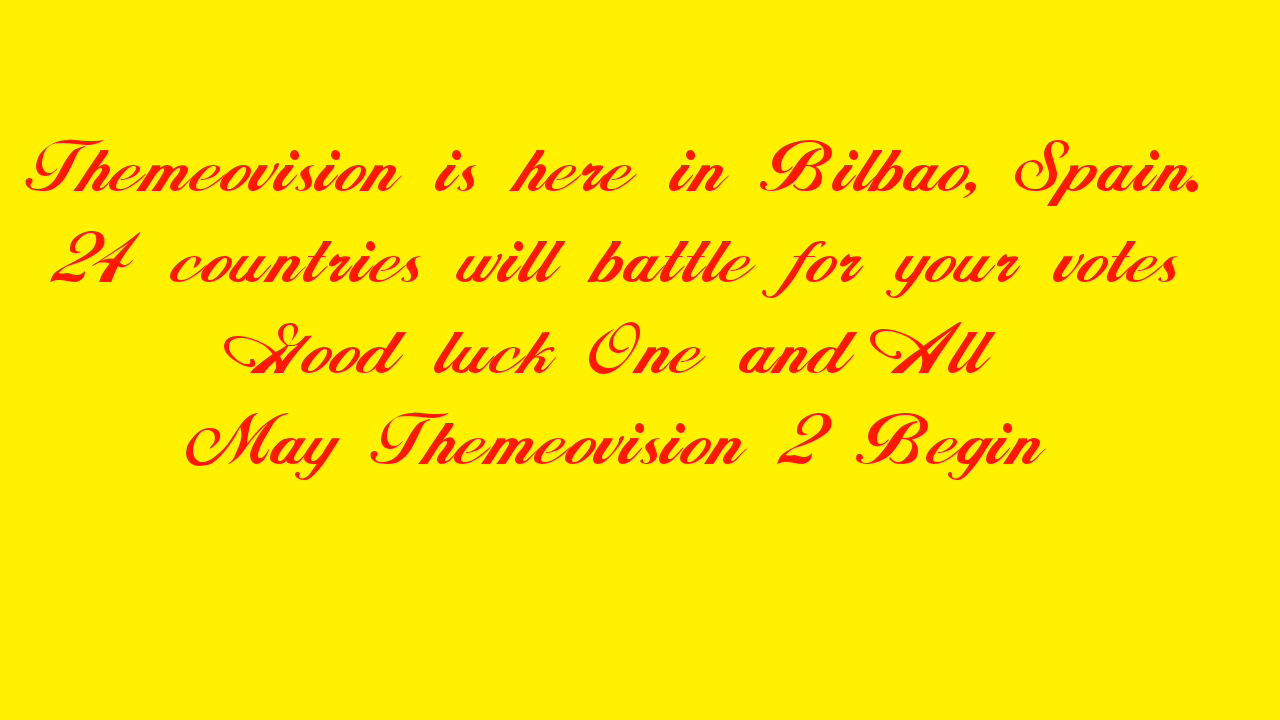 Themeovision is here in Bilbao, Spain.
24 countries will battle for your votes
Good luck One and All
May Themeovision 2 Begin